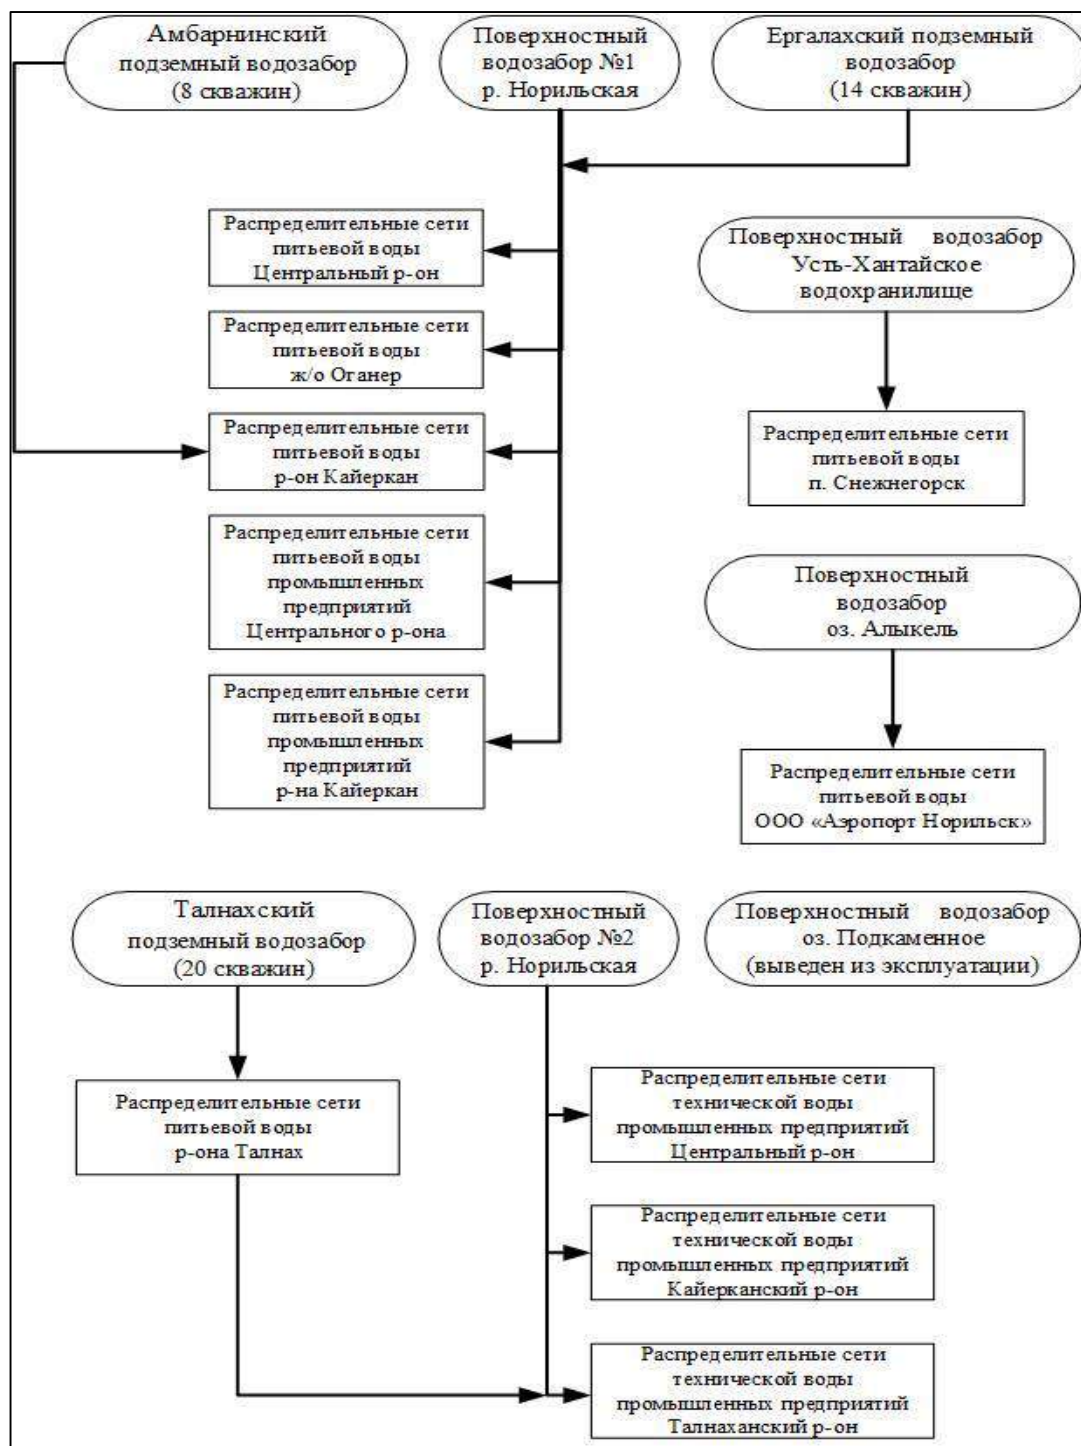 Амбарнинский
подземный водозабор
(8 скважин)
Поверхностный
водозабор №1
р. Норильская
Ергалахский подземный
водозабор
(14 скважин)
Распределительные сети
питьевой воды
Центральный р-он
Поверхностный водозабор
Усть-Хантайское
водохранилище
Распределительные сети
питьевой воды
ж/о Оганер
Распределительные сети
питьевой воды
р-он Кайеркан
Распределительные сети
питьевой воды
п. Снежнегорск
Распределительные сети
питьевой воды
промышленных
предприятий
Центрального р-она
Поверхностный
водозабор
оз. Алыкель
Распределительные сети
питьевой воды
промышленных
предприятий
р-на Кайеркан
Распределительные сети
питьевой воды
ООО «Аэропорт Норильск»
Талнахский
подземный водозабор
(20 скважин)
Поверхностный
водозабор №2
р. Норильская
Поверхностный водозабор
оз. Подкаменное
(выведен из эксплуатации)
Распределительные сети
питьевой воды
р-она Талнах
Распределительные сети
технической воды
промышленных предприятий
Центральный р-он
Распределительные сети
технической воды
промышленных предприятий
Кайерканский р-он
Распределительные сети
технической воды
промышленных предприятий
Талнаханский р-он